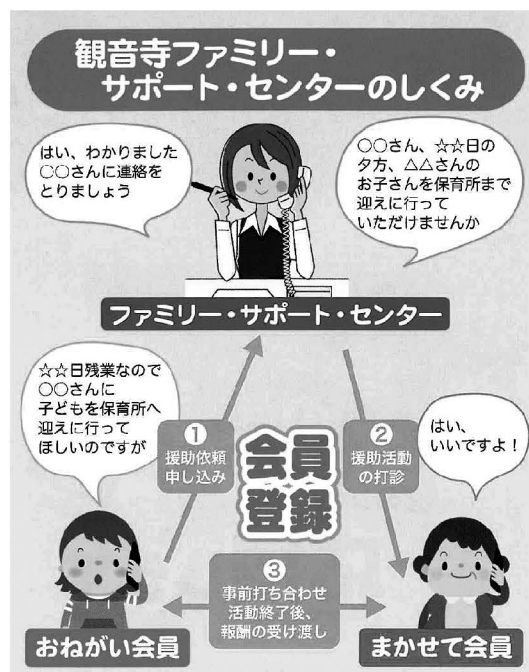 観音寺ファミリー・
サポート・センターのしくみ
はい、わかりました
○○さんに連絡を
とりましょう
○○さん、☆☆日の
夕方、△△さんの
お子さんを保育所まで
迎えに行って
いただけませんか
ファミリー・サポート・センター
☆☆日残業なので
○○さんに
子どもを保育所へ
迎えに行って
ほしいのですが
①
援助依頼
申し込み
会員
登録
②
援助活動
の打診
はい、
いいですよ！
③
事前打ち合わせ
活動終了後、
報酬の受け渡し
おねがい会員
まかせて会員